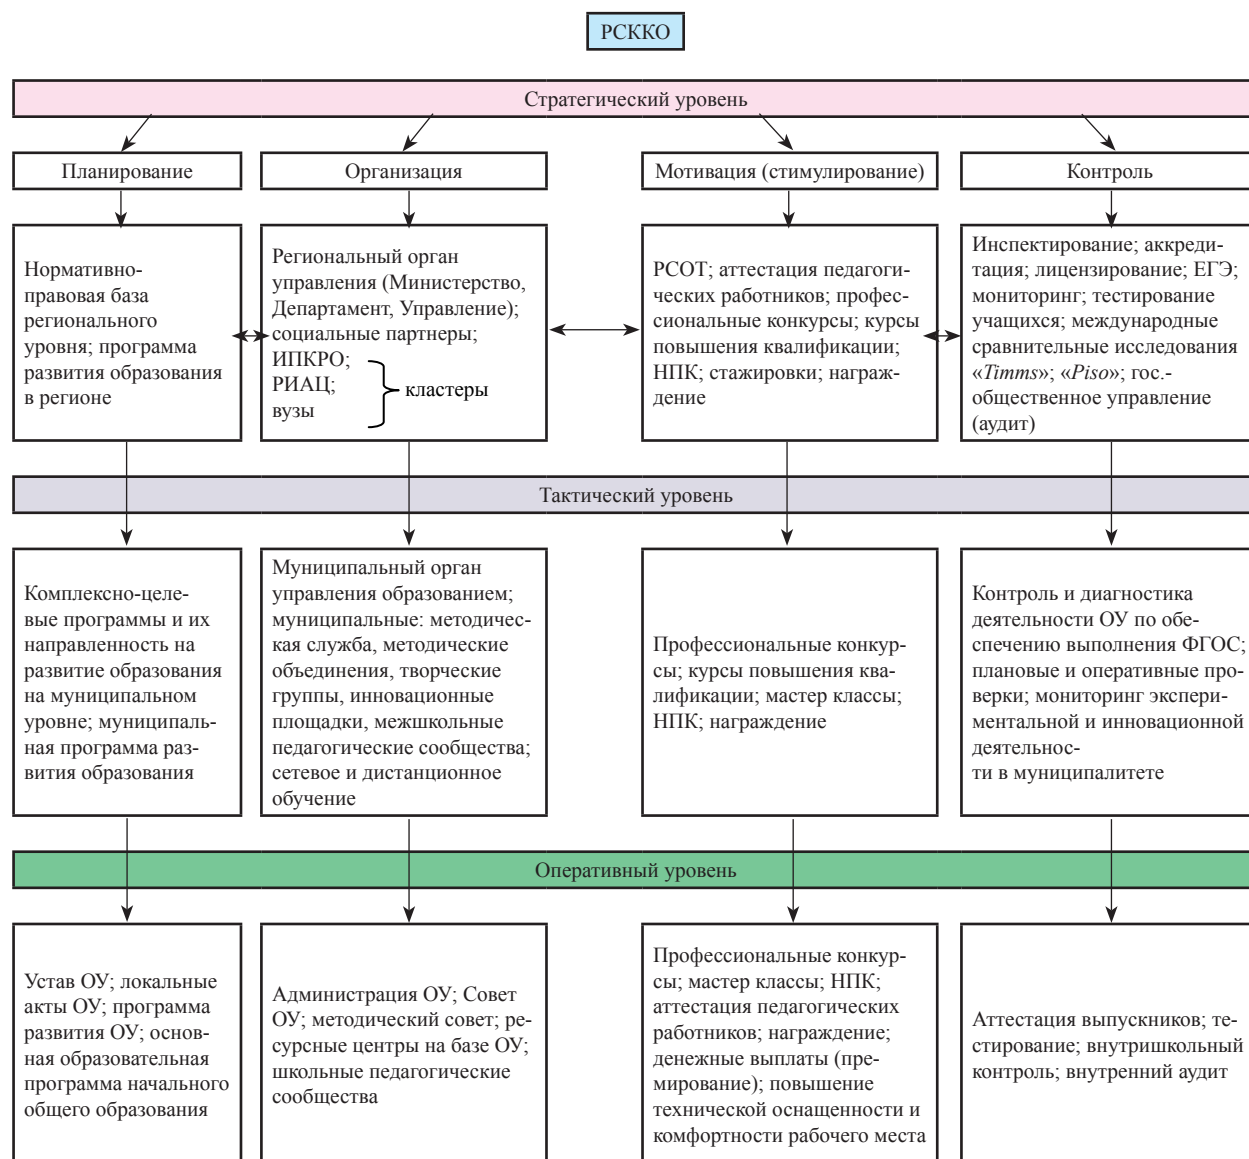 РСККО
Стратегический уровень
Планирование
Организация
Мотивация (стимулирование)
Контроль
Нормативно-
правовая база
регионального
уровня; программа
развития образования
в регионе
Региональный орган
управления (Министерство,
Департамент, Управление);
социальные партнеры;
ИПКРО;
РИАЦ;
вузы
кластеры
РСОТ; аттестация педагоги-
ческих работников; профес-
сиональные конкурсы; курсы
повышения квалификации;
НПК; стажировки; награж-
дение
Инспектирование; аккреди-
тация; лицензирование; ЕГЭ;
мониторинг; тестирование
учащихся; международные
сравнительные исследования
«Timms»; «Piso»; гос.-
общественное управление
(аудит)
Тактический уровень
Комплексно-целе-
вые программы и их
направленность на
развитие образования
на муниципальном
уровне; муниципаль-
ная программа раз-
вития образования
Муниципальный орган
управления образованием;
муниципальные: методичес-
кая служба, методические
объединения, творческие
группы, инновационные
площадки, межшкольные
педагогические сообщества;
сетевое и дистанционное
обучение
Профессиональные конкур-
сы; курсы повышения ква-
лификации; мастер классы;
НПК; награждение
Контроль и диагностика
деятельности ОУ по обе-
спечению выполнения ФГОС;
плановые и оперативные про-
верки; мониторинг экспери-
ментальной и инновационной
деятельнос-
ти в муниципалитете
Оперативный уровень
Устав ОУ; локальные
акты ОУ; программа
развития ОУ; основ-
ная образовательная
программа начального
общего образования
Администрация ОУ; Совет
ОУ; методический совет; ре-
сурсные центры на базе ОУ;
школьные педагогические
сообщества
Профессиональные конкур-
сы; мастер классы; НПК;
аттестация педагогических
работников; награждение;
денежные выплаты (пре-
мирование); повышение
технической оснащенности и
комфортности рабочего места
Аттестация выпускников; те-
стирование; внутришкольный
контроль; внутренний аудит